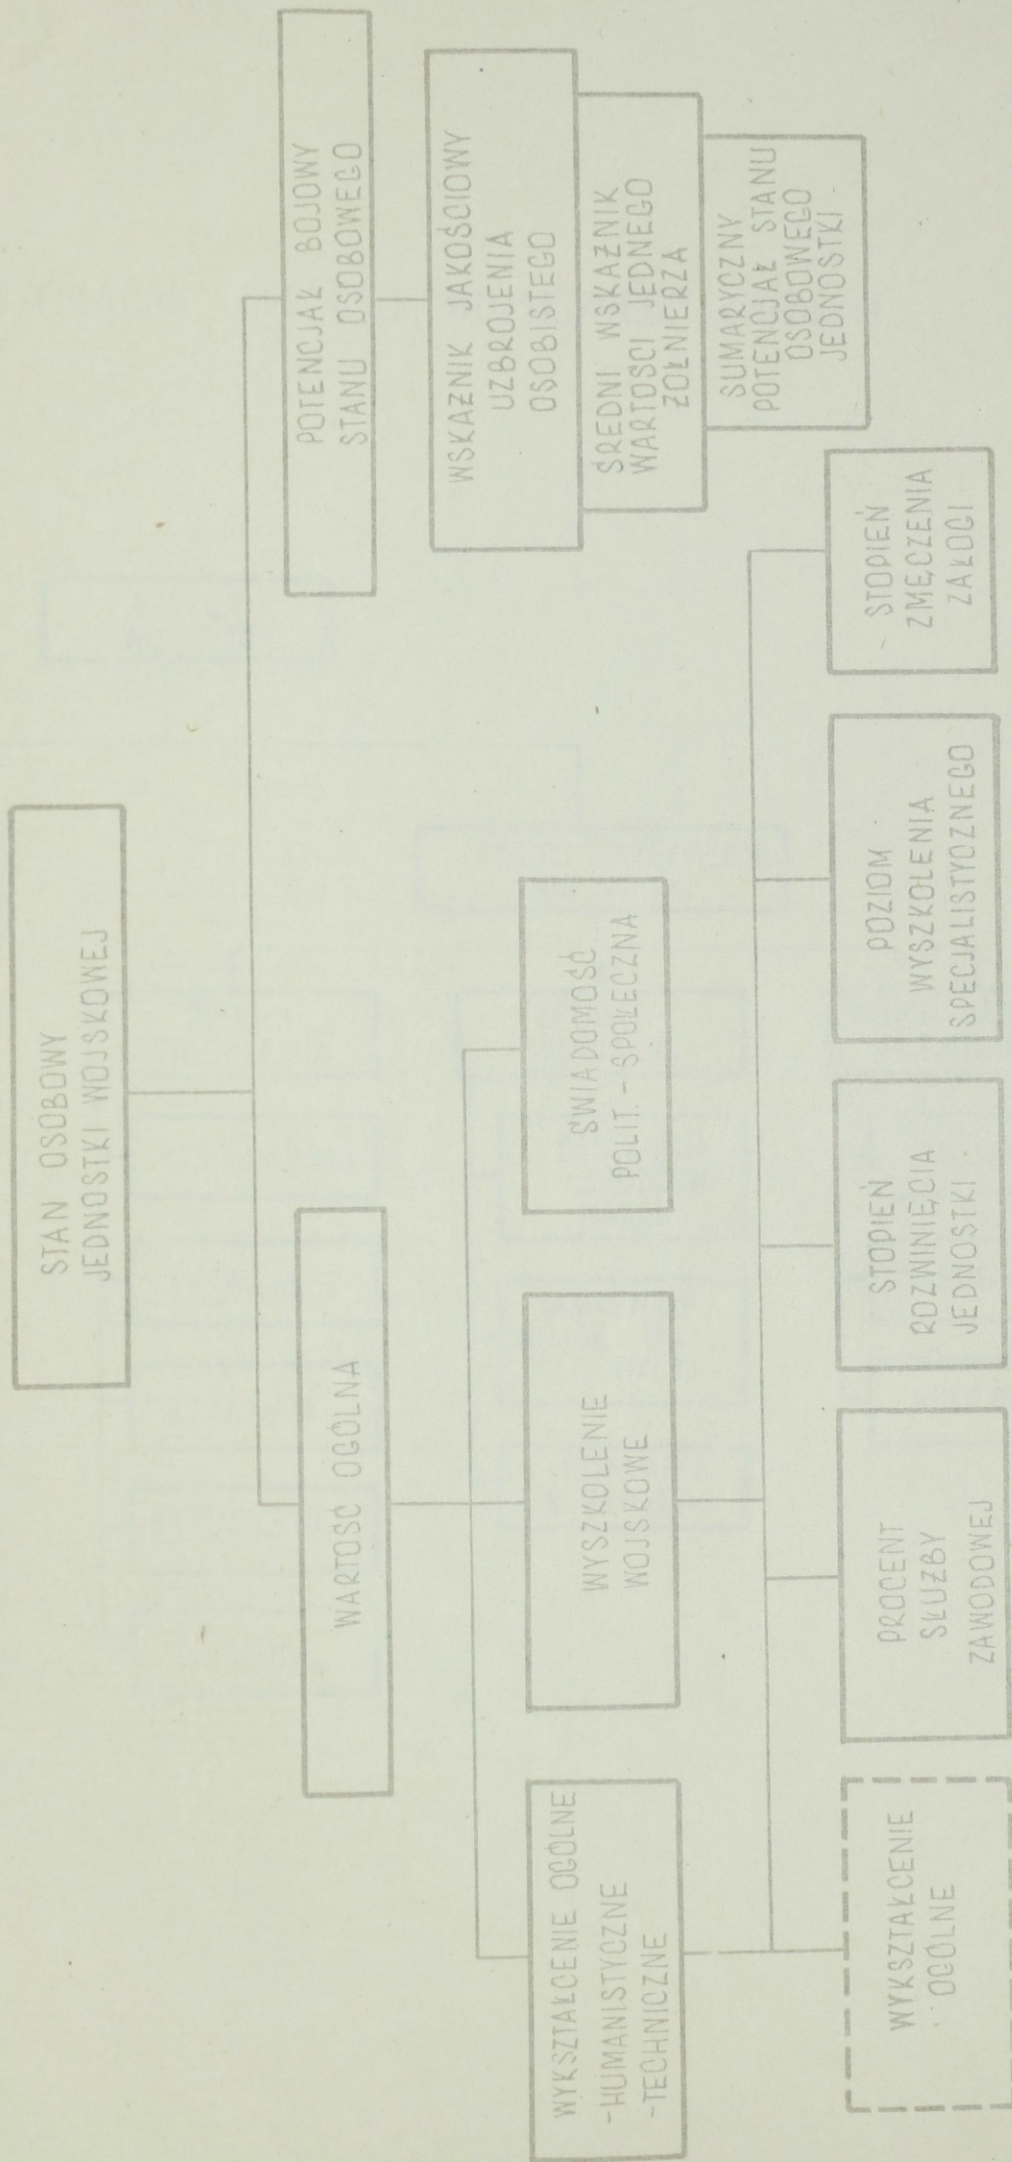 STAN OSOBOWY
JEDNOSTKI WOJSKOWEJ
WARTOŚĆ OGÓLNA
POTENCJAŁ BOJOWY
STANU OSOBOWEGO
WYKSZTAŁCENIE OGÓLNE
-HUMANISTYCZNE
-TECHNICZNE
WYSZKOLENIE
WOJSKOWE
ŚWIADOMOŚĆ
POLIT. - SPOŁECZNA
WSKAŹNIK JAKOŚCIOWY
UZBROJENIA
OSOBISTEGO
ŚREDNI WSKAŹNIK
WARTOŚCI JEDNEGO
ŻOŁNIERZA
SUMARYCZNY
POTENCJAŁ STANU
OSOBOWEGO
JEDNOSTKI
WYKSZTAŁCENIE
OGÓLNE
PROCENT
SŁUŻBY
ZAWODOWEJ
STOPIEŃ
ROZWINIĘCIA
JEDNOSTKI
POZIOM
WYSZKOLENIA
SPECJALISTYCZNEGO
STOPIEŃ
ZMĘCZENIA
ZAŁOGI